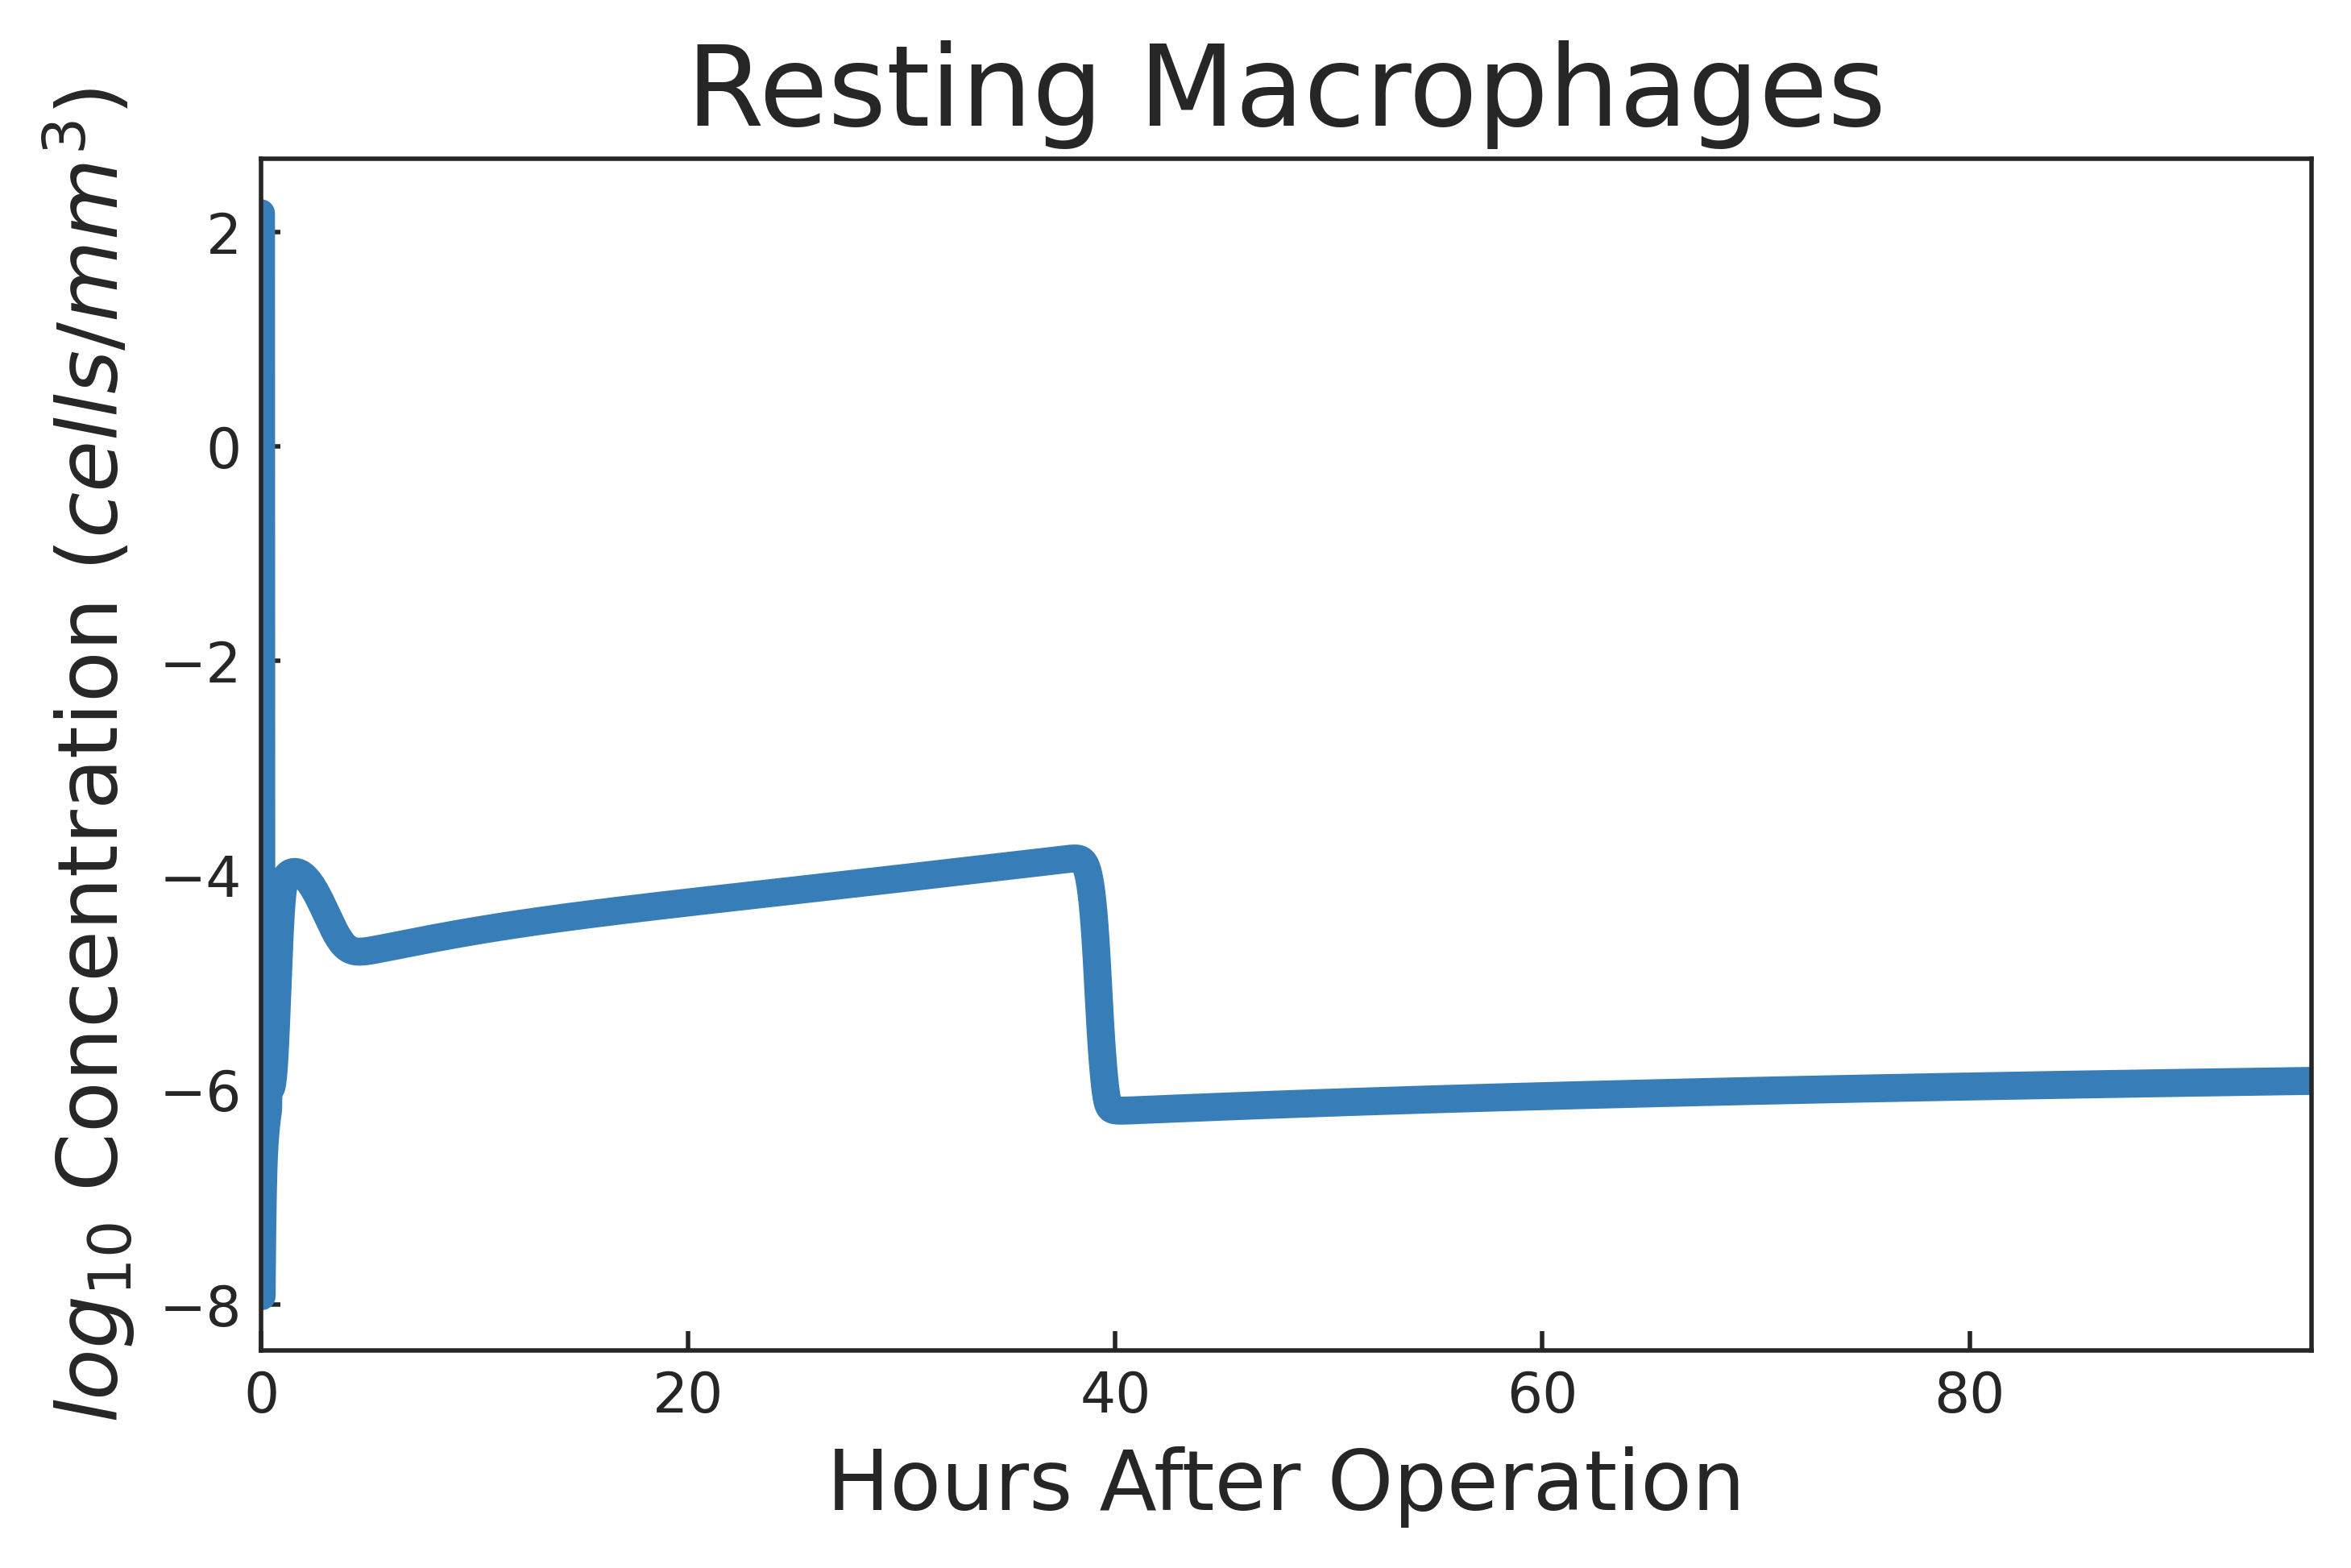 Resting Macrophages
log₁₀ Concentration (cells/mm³)
2
0
−2
−4
−6
−8
0 20 40 60 80
Hours After Operation